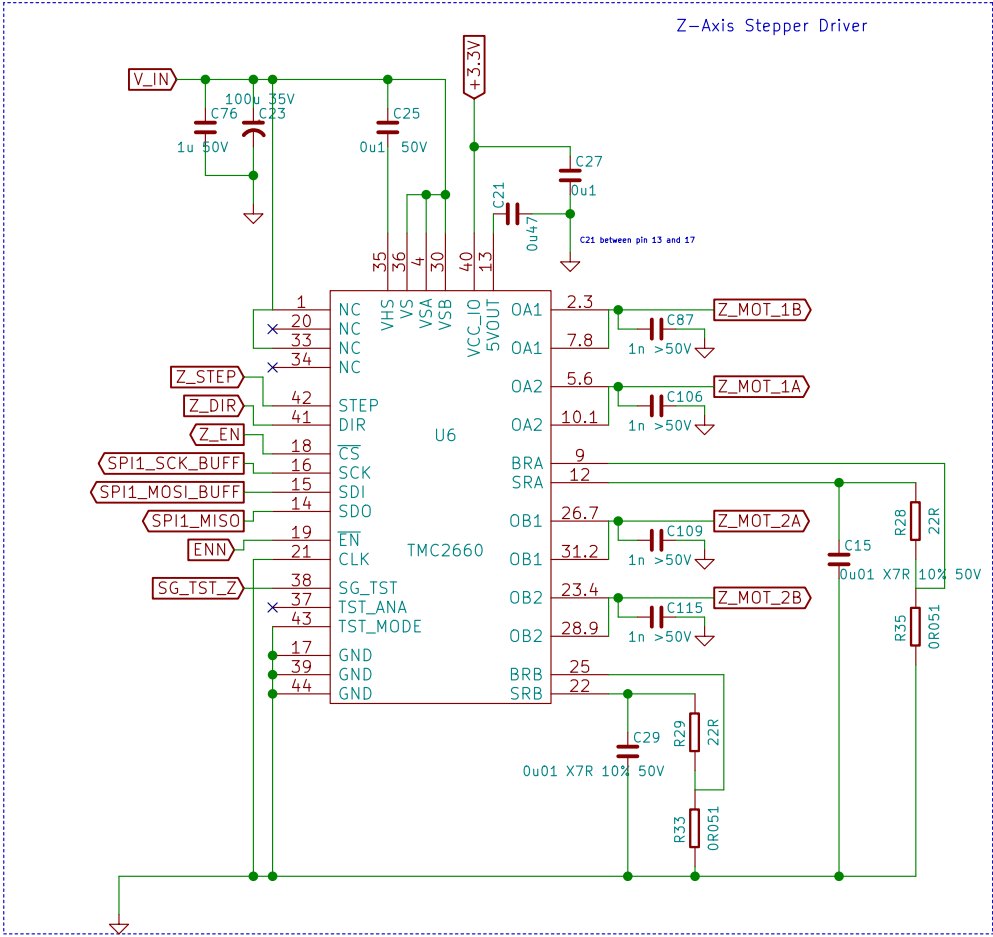 Z-Axis Stepper Driver
+3.3V
V_IN
100u 35V
C76
C23
1u 50V
C25
0u1 50V
C27
0u1
C21
0u47
C21 between pin 13 and 17
35
36
4
30
40
13
VHS
VS
VSA
VSB
VCC_IO
5VOUT
1 NC
20 NC
33 NC
34 NC
Z_STEP 42 STEP
Z_DIR 41 DIR
Z_EN 18 CS
SPI1_SCK_BUFF 16 SCK
SPI1_MOSI_BUFF 15 SDI
SPI1_MISO 14 SDO
ENN 19 EN
21 CLK
SG_TST_Z 38 SG_TST
37 TST_ANA
43 TST_MODE
17 GND
39 GND
44 GND
U6
TMC2660
OA1 2.3 Z_MOT_1B
C87
OA1 7.8 1n >50V
OA2 5.6 Z_MOT_1A
C106
OA2 10.1 1n >50V
BRA 9
SRA 12
OB1 26.7 Z_MOT_2A
C109
OB1 31.2 1n >50V
OB2 23.4 Z_MOT_2B
C115
OB2 28.9 1n >50V
BRB 25
SRB 22
R28
22R
C15
0u01 X7R 10% 50V
R35
0R051
R29
22R
C29
0u01 X7R 10% 50V
R33
0R051